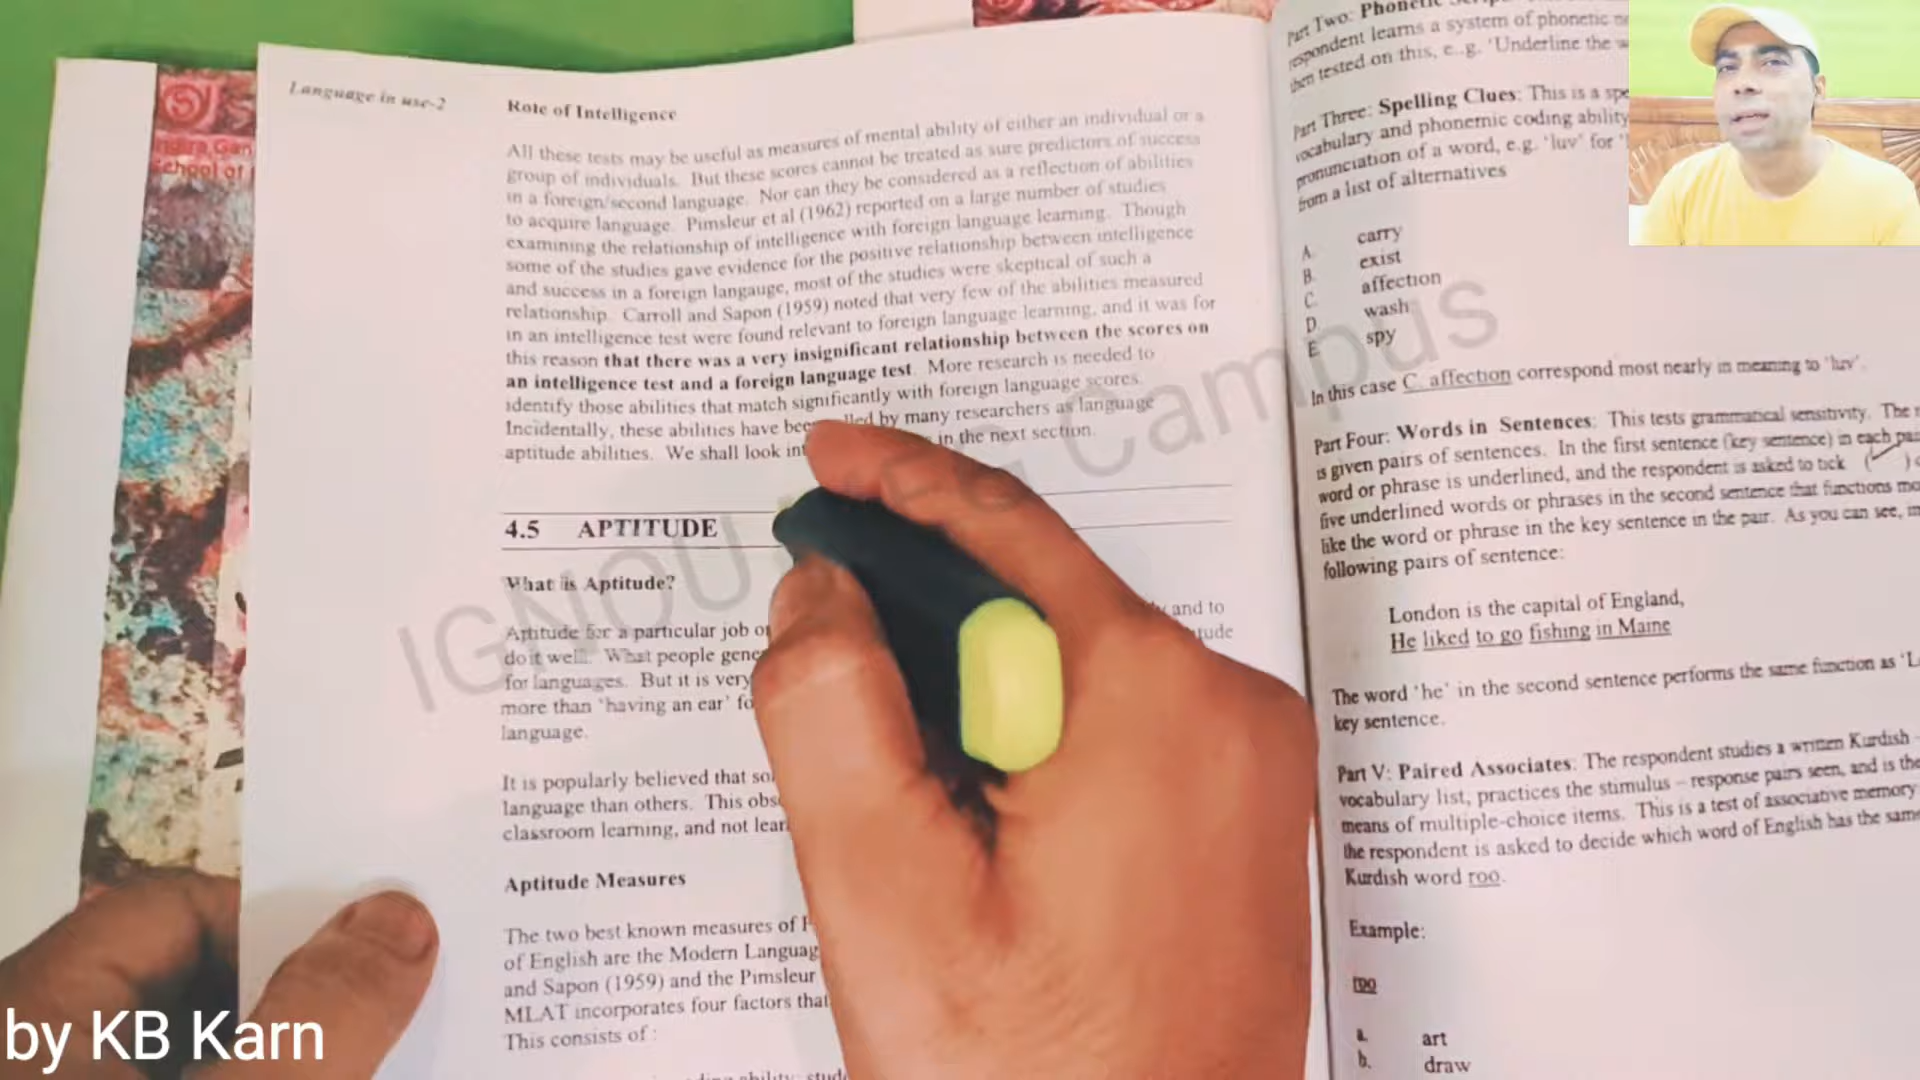 Language in use-2
Role of Intelligence
All these tests may be useful as measures of mental ability of either an individual or a
group of individuals. But these scores cannot be treated as sure predictors of success
in a foreign/second language. Nor can they be considered as a reflection of abilities
to acquire language. Pimsleur et al (1962) reported on a large number of studies
examining the relationship of intelligence with foreign language learning. Though
some of the studies gave evidence for the positive relationship between intelligence
and success in a foreign langauge, most of the studies were skeptical of such a
relationship. Carroll and Sapon (1959) noted that very few of the abilities measured
in an intelligence test were found relevant to foreign language learning, and it was for
this reason that there was a very insignificant relationship between the scores on
an intelligence test and a foreign language test. More research is needed to
identify those abilities that match significantly with foreign language scores.
Incidentally, these abilities have been by many researchers as language
aptitude abilities. We shall look in the next section.
4.5 APTITUDE
What is Aptitude?
Aptitude for a particular job and to
do it well. What people
for languages. But it is very
more than 'having an ear'
language.
It is popularly believed that
language than others. This
classroom learning, and not
Aptitude Measures
The two best known measures of
of English are the Modern
and Sapon (1959) and the Pimsleur
MLAT incorporates four factors that
This consists of :
ability:
Part Two: Phonetic
respondent learns a system of phonetic
then tested on this, e..g. 'Underline the
Part Three: Spelling Clues: This is a
vocabulary and phonemic coding ability
pronunciation of a word, e.g. 'luv' for
from a list of alternatives
A. carry
B. exist
C. affection
D. wash
E. spy
In this case C. affection correspond most nearly in meaning to 'luv'.
Part Four: Words in Sentences: This tests grammatical sensitivity. The
is given pairs of sentences. In the first sentence (key sentence) in each
word or phrase is underlined, and the respondent is asked to tick (✓)
five underlined words or phrases in the second sentence that functions
like the word or phrase in the key sentence in the pair. As you can see,
following pairs of sentence:
London is the capital of England,
He liked to go fishing in Maine
The word 'he' in the second sentence performs the same function as
key sentence.
Part V: Paired Associates: The respondent studies a written Kurdish
vocabulary list, practices the stimulus – response pairs seen, and is
means of multiple-choice items. This is a test of associative memory
the respondent is asked to decide which word of English has the same
Kurdish word roo.
Example:
roo
a. art
b. draw
IGNOU MEG Campus
by KB Karn